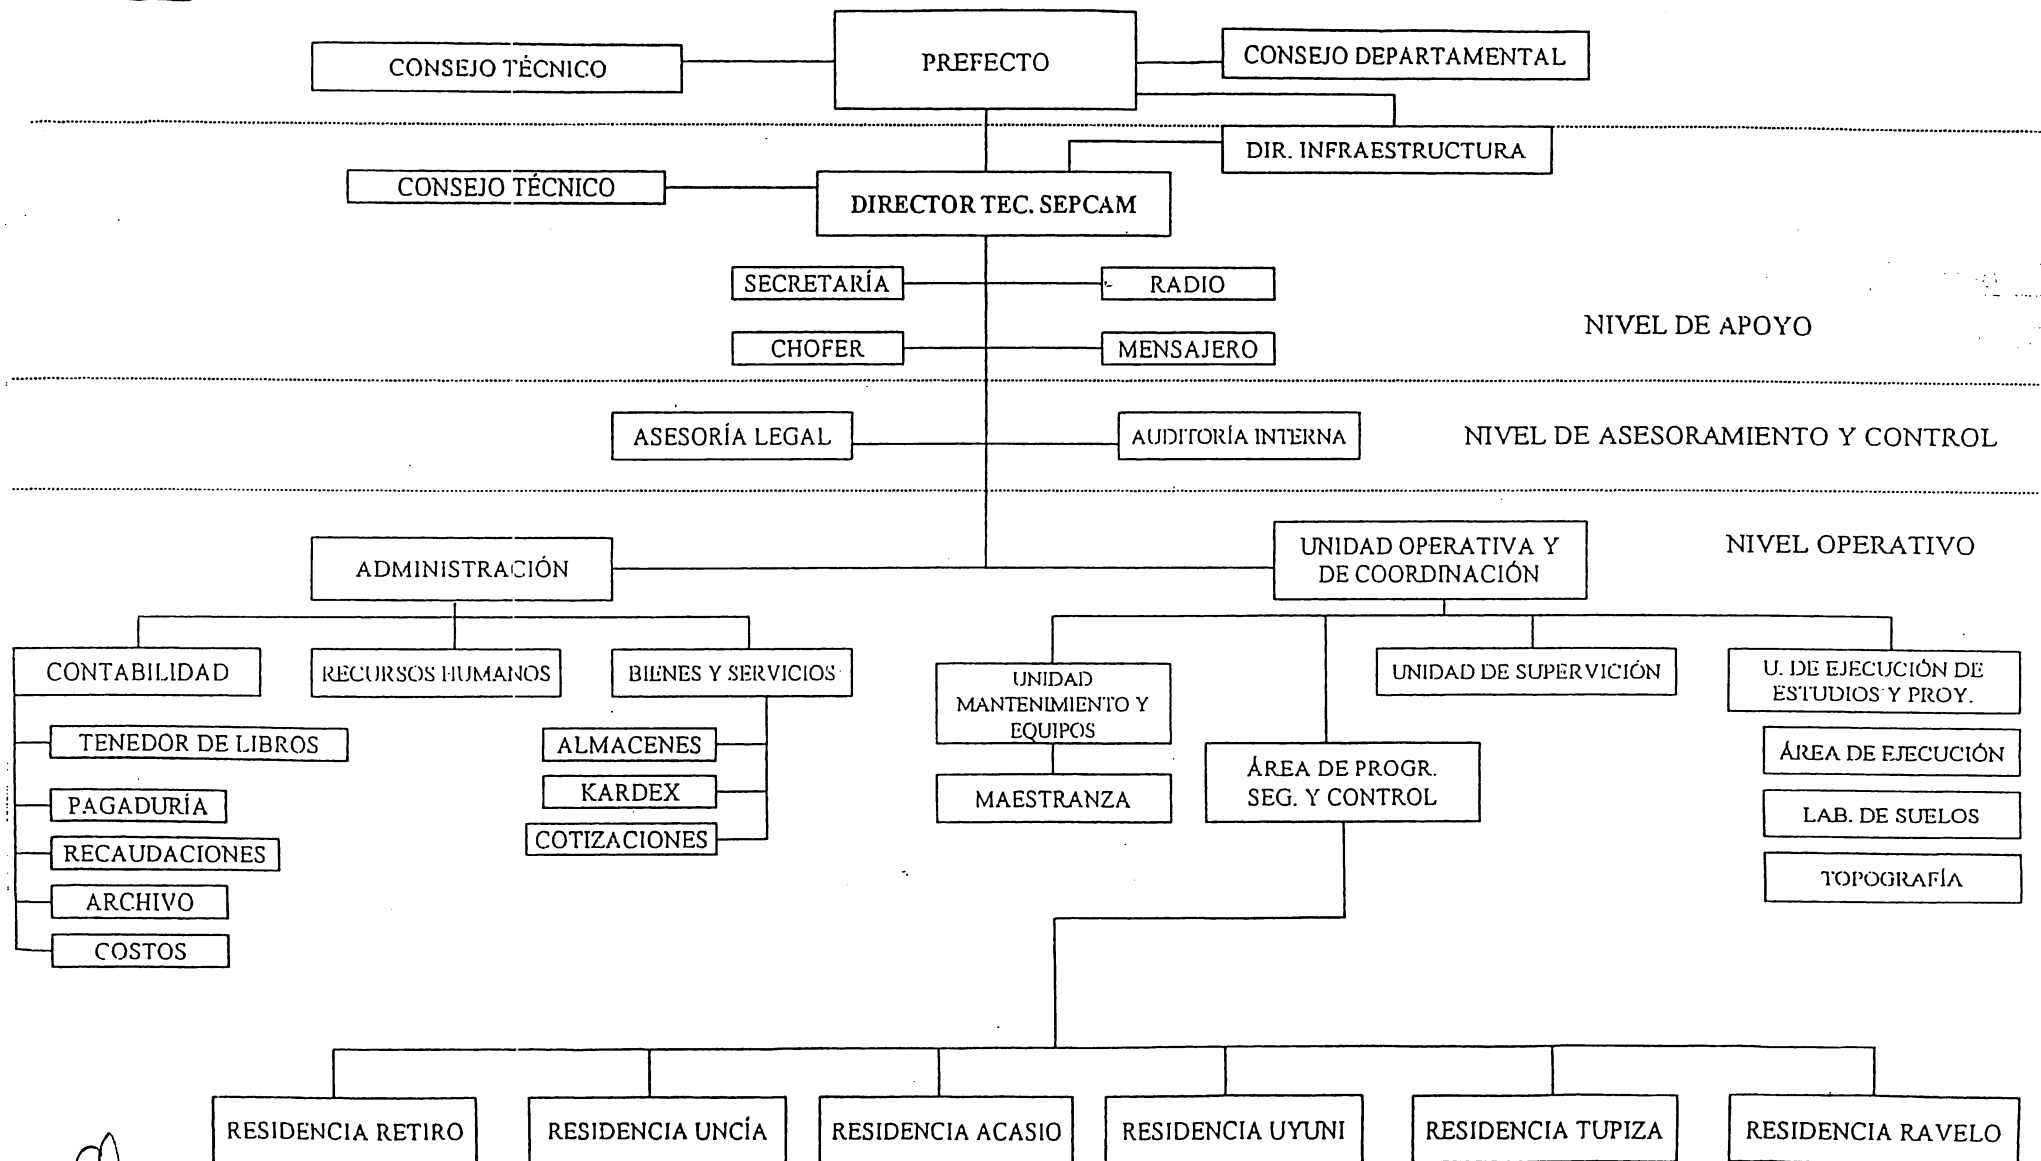 PREFECTO
CONSEJO TÉCNICO
CONSEJO DEPARTAMENTAL
DIR. INFRAESTRUCTURA
CONSEJO TÉCNICO
DIRECTOR TEC. SEPCAM
SECRETARÍA
RADIO
CHOFER
MENSAJERO
NIVEL DE APOYO
ASESORÍA LEGAL
AUDITORÍA INTERNA
NIVEL DE ASESORAMIENTO Y CONTROL
NIVEL OPERATIVO
ADMINISTRACIÓN
UNIDAD OPERATIVA Y
DE COORDINACIÓN
CONTABILIDAD
RECURSOS HUMANOS
BIENES Y SERVICIOS
UNIDAD
MANTENIMIENTO Y
EQUIPOS
UNIDAD DE SUPERVICIÓN
U. DE EJECUCIÓN DE
ESTUDIOS Y PROY.
TENEDOR DE LIBROS
PAGADURÍA
RECAUDACIONES
ARCHIVO
COSTOS
ALMACENES
KARDEX
COTIZACIONES
MAESTRANZA
ÁREA DE PROGR.
SEG. Y CONTROL
ÁREA DE EJECUCIÓN
LAB. DE SUELOS
TOPOGRAFÍA
RESIDENCIA RETIRO
RESIDENCIA UNCÍA
RESIDENCIA ACASIO
RESIDENCIA UYUNI
RESIDENCIA TUPIZA
RESIDENCIA RAVELO